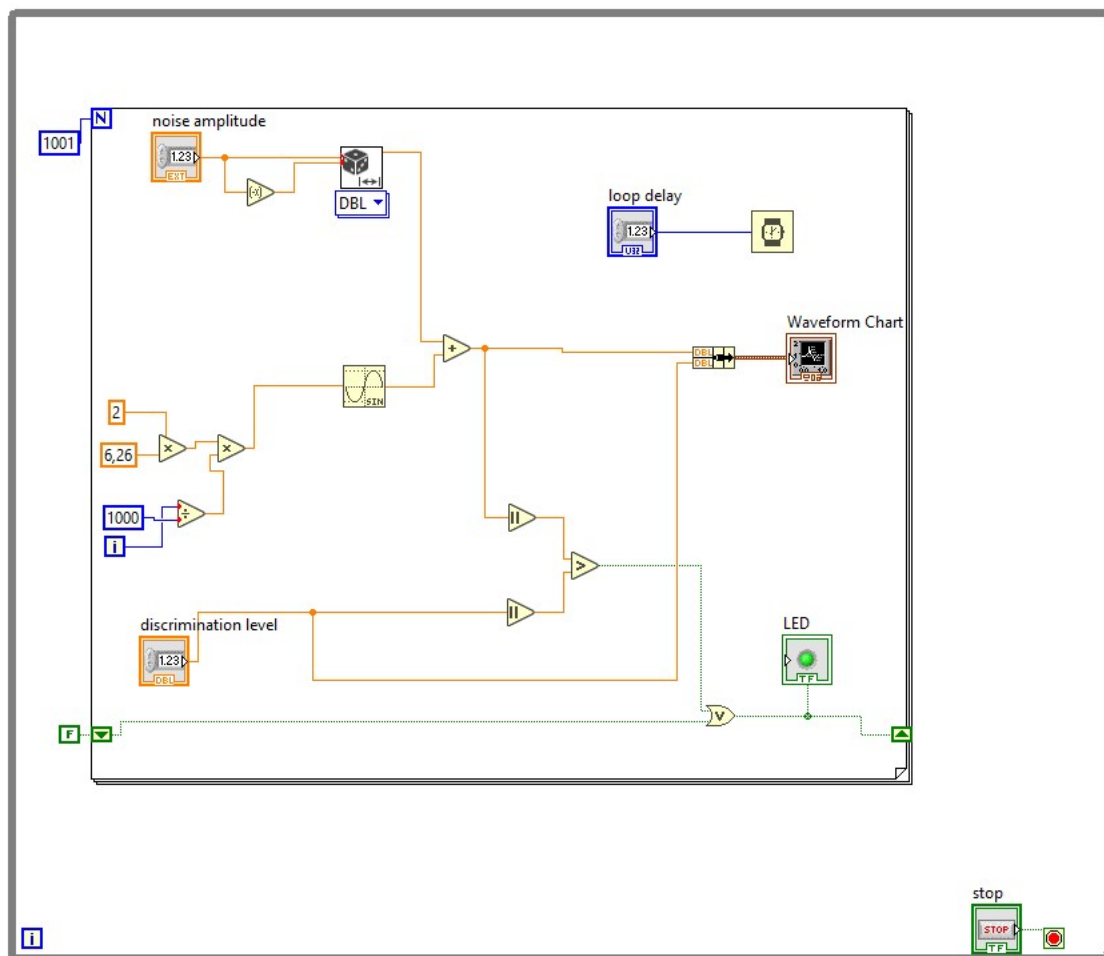 N
1001
noise amplitude
1.23
EXT
(-x)
DBL
loop delay
1.23
U32
Waveform Chart
+
DBL
DBL
SIN
2
×
×
6,26
1000
÷
i
>
discrimination level
1.23
DBL
LED
TF
V
F
stop
STOP
TF
i